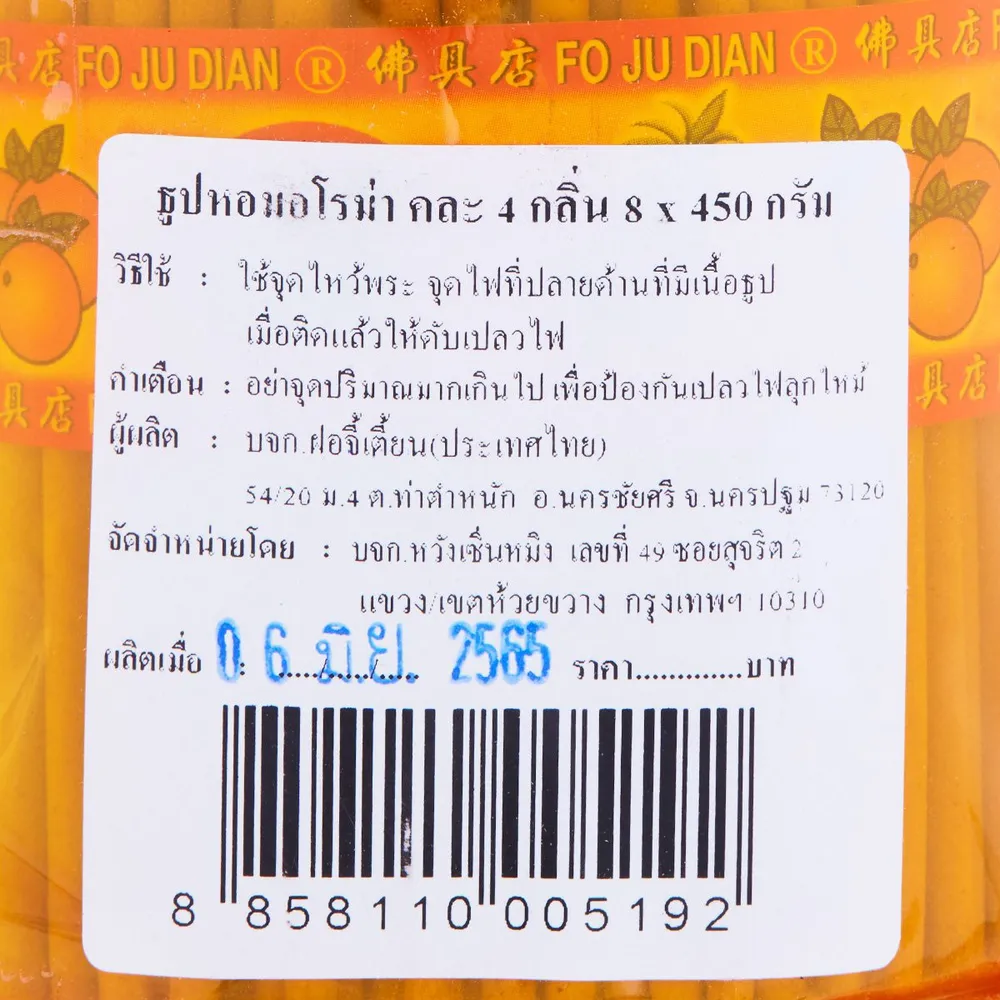 具店 FO JU DIAN ® 佛具店 FO JU DIAN ® 佛具店
ธูปหอมอโรม่า คละ 4 กลิ่น 8 x 450 กรัม
วิธีใช้ : ใช้จุดไหว้พระ จุดไฟที่ปลายด้านที่มีเนื้อธูป
เมื่อติดแล้วให้ดับเปลวไฟ
คำเตือน : อย่าจุดปริมาณมากเกินไป เพื่อป้องกันเปลวไฟลุกไหม้
ผู้ผลิต : บจก.ฝอจี้เตี้ยน(ประเทศไทย)
54/20 ม.4 ต.ท่าตำหนัก อ.นครชัยศรี จ.นครปฐม 73120
จัดจำหน่ายโดย : บจก.หวังเซิ่นหมิง เลขที่ 49 ซอยสุจริต 2
แขวง/เขตห้วยขวาง กรุงเทพฯ 10310
ผลิตเมื่อ : 06 มิ.ย. 2565 ราคา.............บาท
8 858110 005192
具店
具店